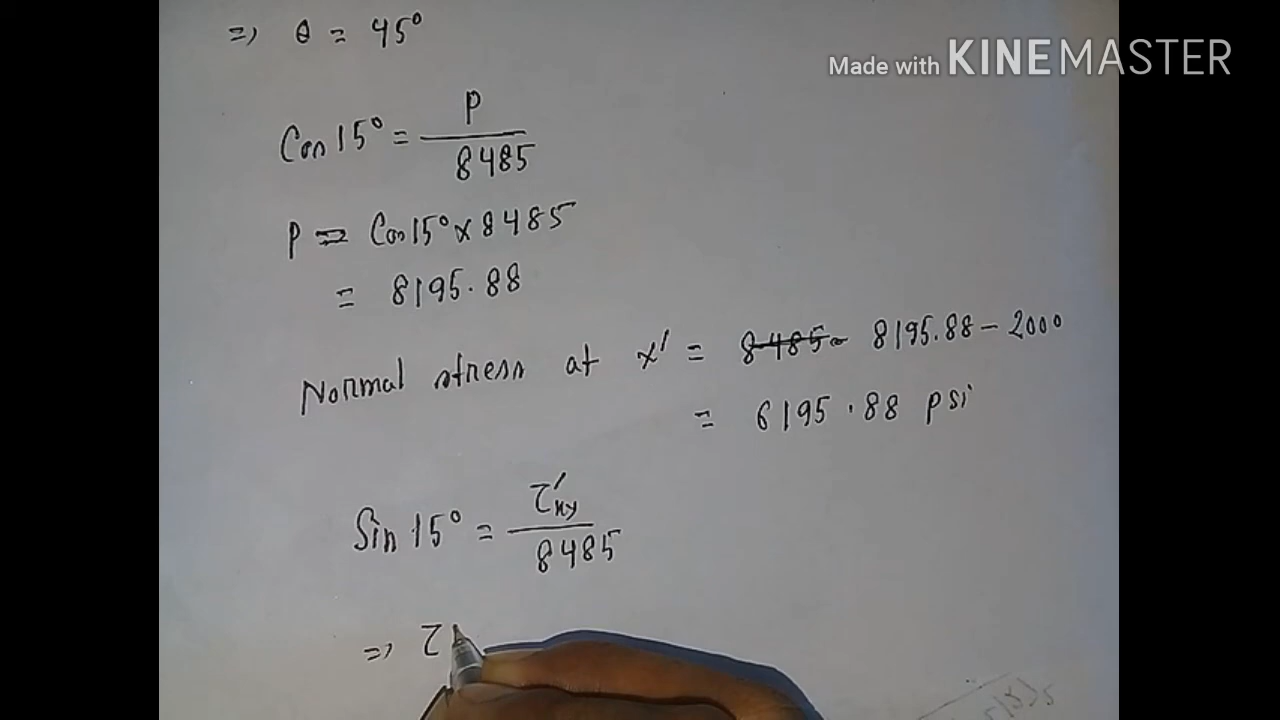 => θ = 45°
Made with KINEMASTER
Cos 15° = P / 8485
P = Cos 15° × 8485
= 8195.88
Normal stress at x' = 8485 - 8195.88 - 2000
= 6195.88 psi
Sin 15° = τ'xy / 8485
=> τ